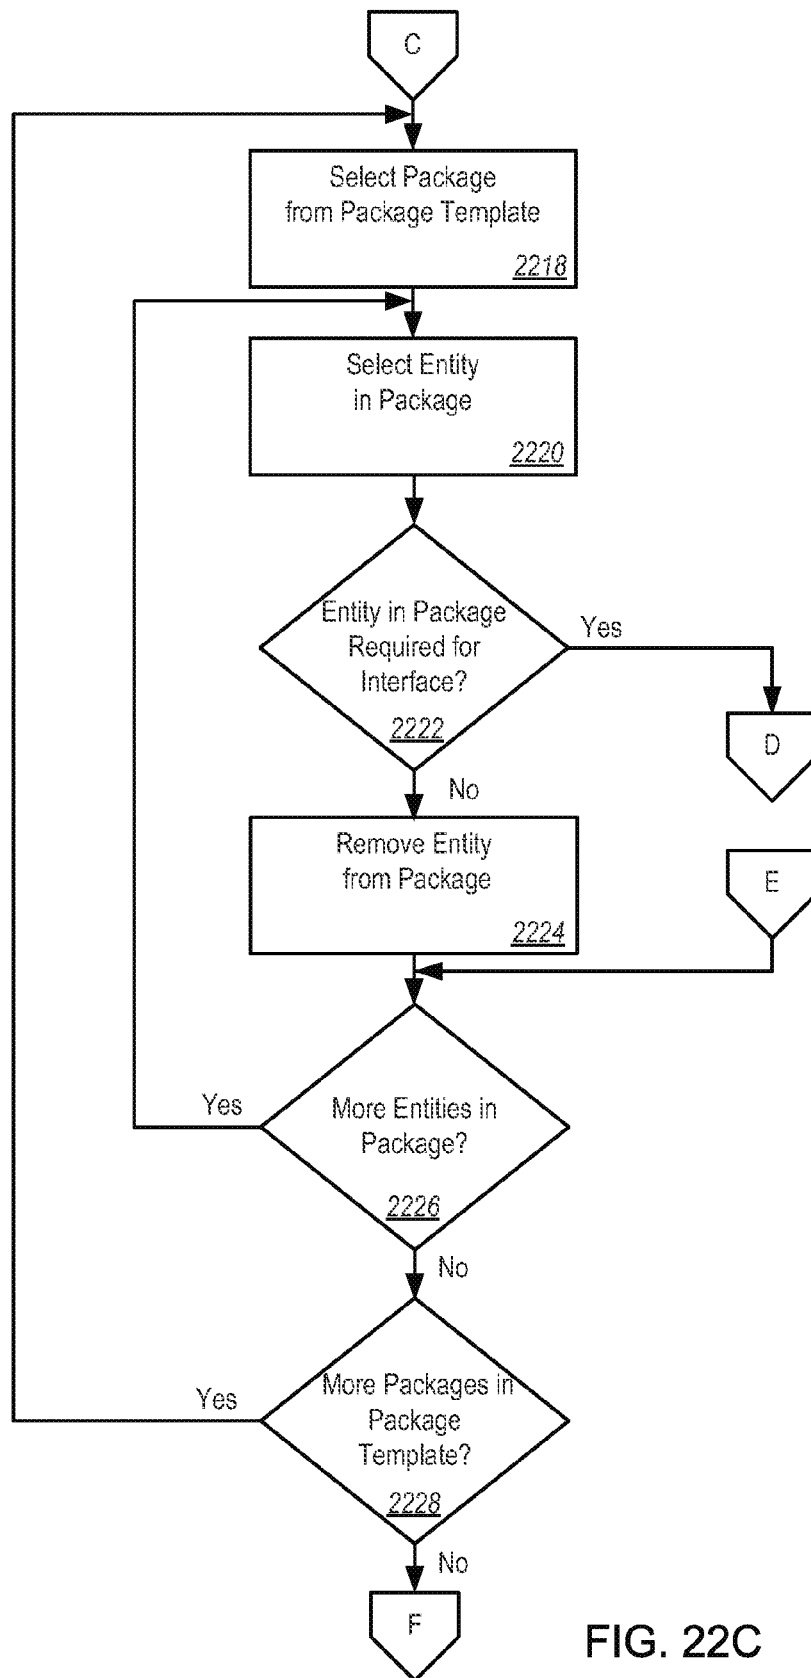 C
Select Package
from Package Template
2218
Select Entity
in Package
2220
Entity in Package
Required for
Interface?
2222
Yes
D
No
Remove Entity
from Package
2224
E
Yes
More Entities in
Package?
2226
No
Yes
More Packages in
Package
Template?
2228
No
F
FIG. 22C